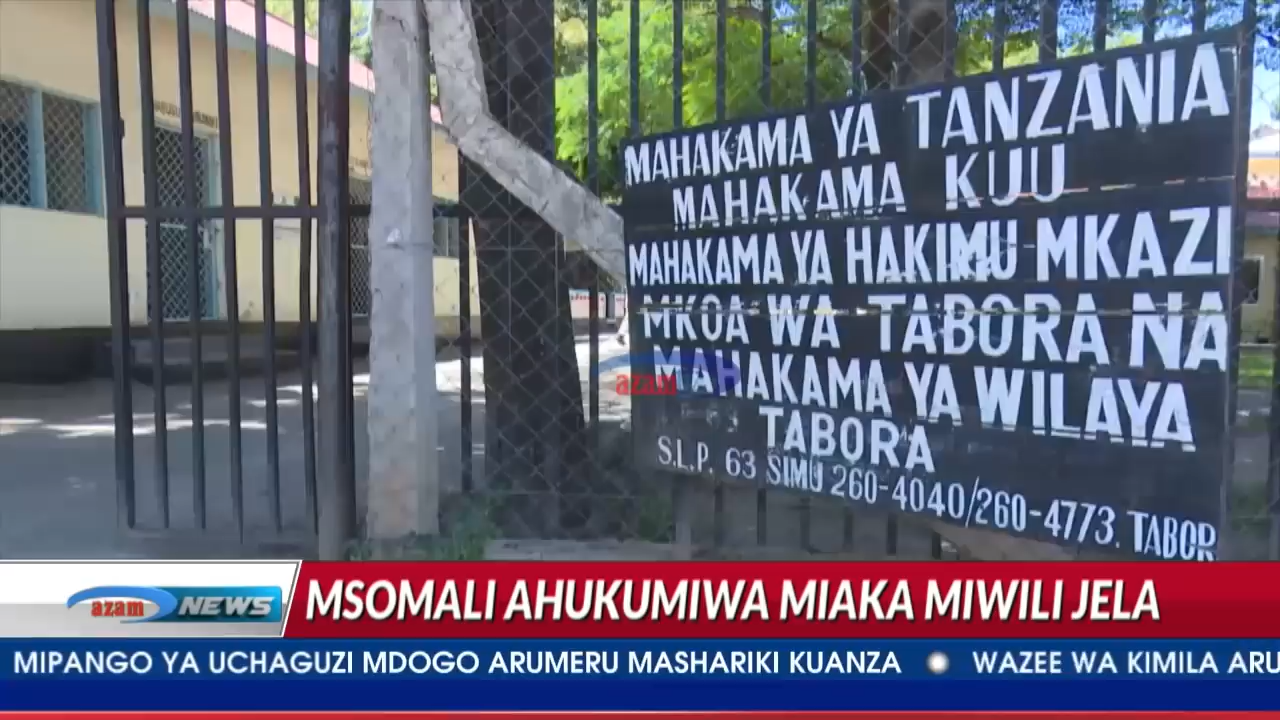 MAHAKAMA YA TANZANIA
MAHAKAMA KUU
MAHAKAMA YA HAKIMU MKAZI
MKOA WA TABORA NA
MAHAKAMA YA WILAYA
TABORA
S.L.P. 63 SIMU 260-4040/260-4773. TABOR
azam
azam NEWS
MSOMALI AHUKUMIWA MIAKA MIWILI JELA
MIPANGO YA UCHAGUZI MDOGO ARUMERU MASHARIKI KUANZA
WAZEE WA KIMILA ARU